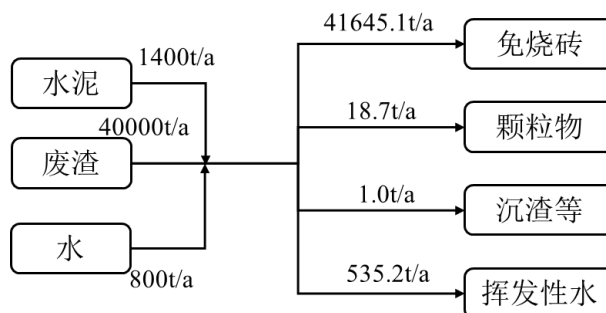 水泥
1400t/a
废渣
40000t/a
水
800t/a
41645.1t/a
免烧砖
18.7t/a
颗粒物
1.0t/a
沉渣等
535.2t/a
挥发性水